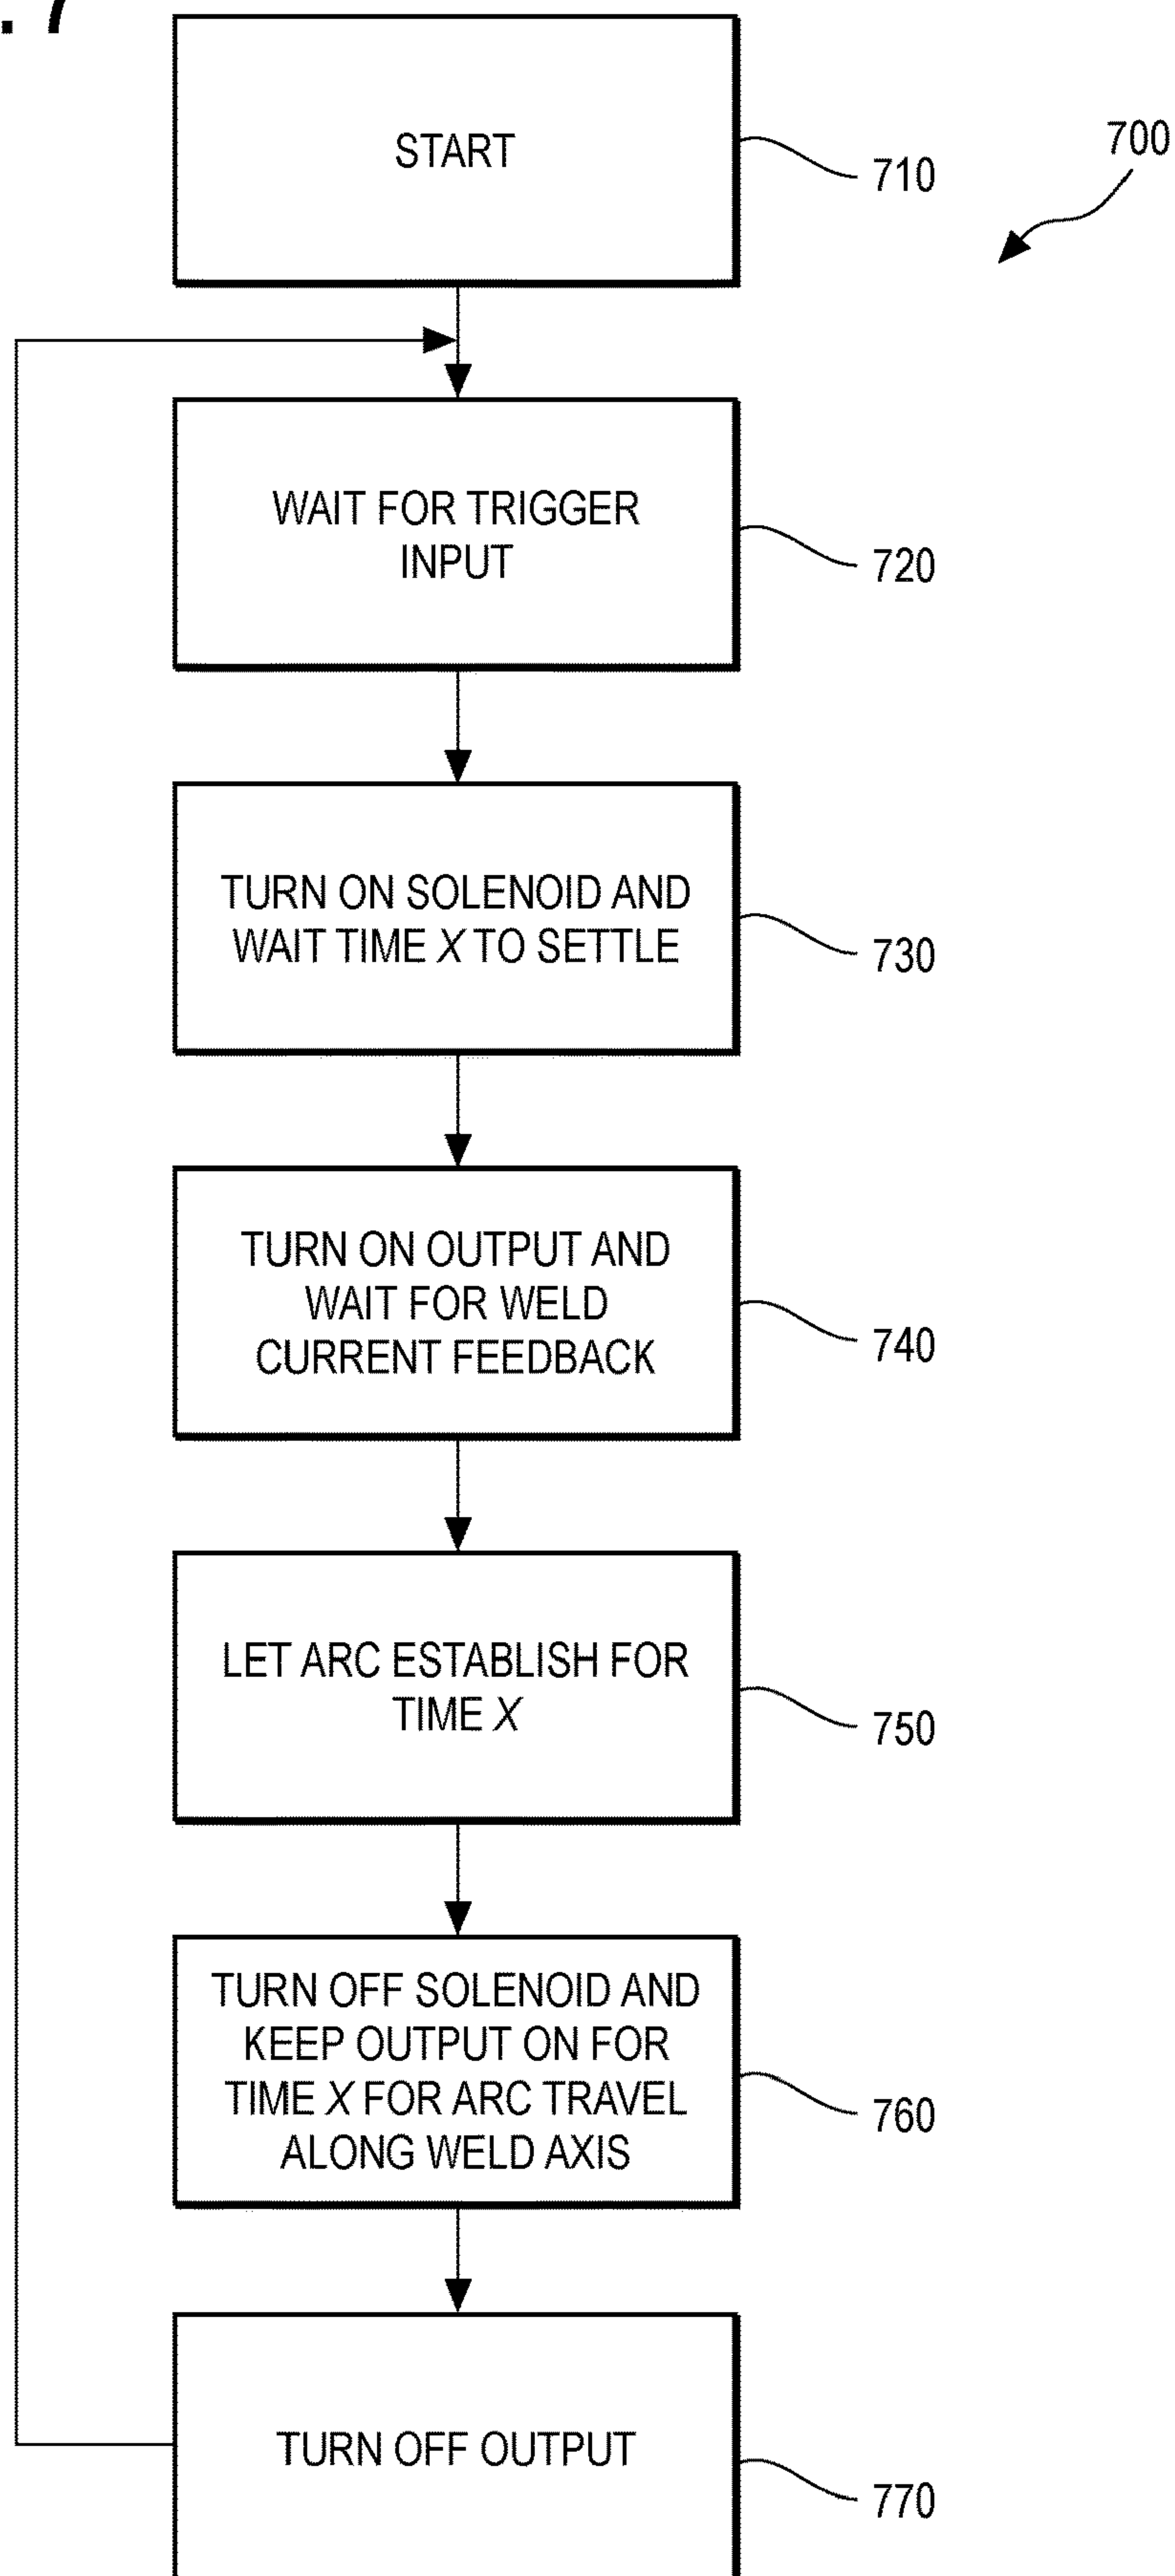 . 7
START
710
700
WAIT FOR TRIGGER
INPUT
720
TURN ON SOLENOID AND
WAIT TIME X TO SETTLE
730
TURN ON OUTPUT AND
WAIT FOR WELD
CURRENT FEEDBACK
740
LET ARC ESTABLISH FOR
TIME X
750
TURN OFF SOLENOID AND
KEEP OUTPUT ON FOR
TIME X FOR ARC TRAVEL
ALONG WELD AXIS
760
TURN OFF OUTPUT
770